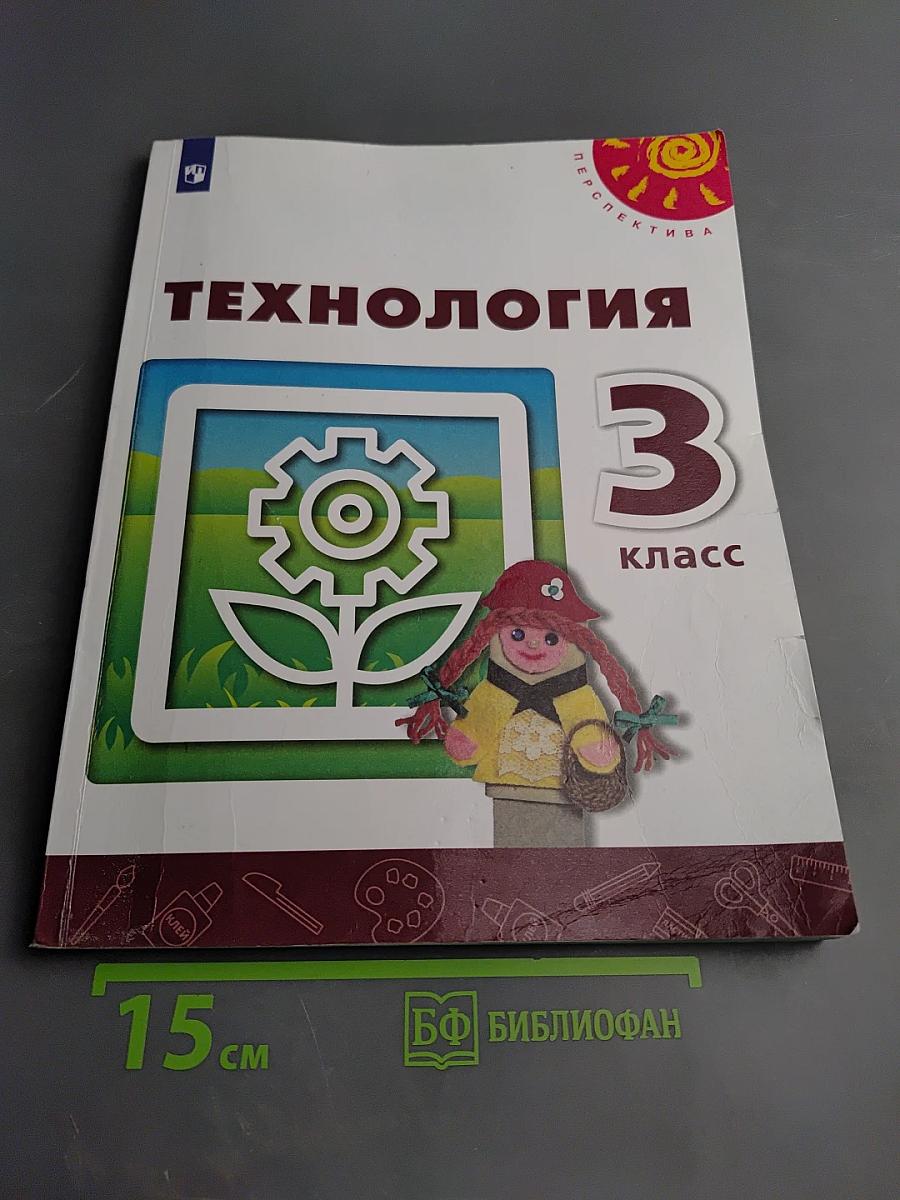 ПЕРСПЕКТИВА
ТЕХНОЛОГИЯ
3
класс
КЛЕЙ
15 см
БФ БИБЛИОФАН